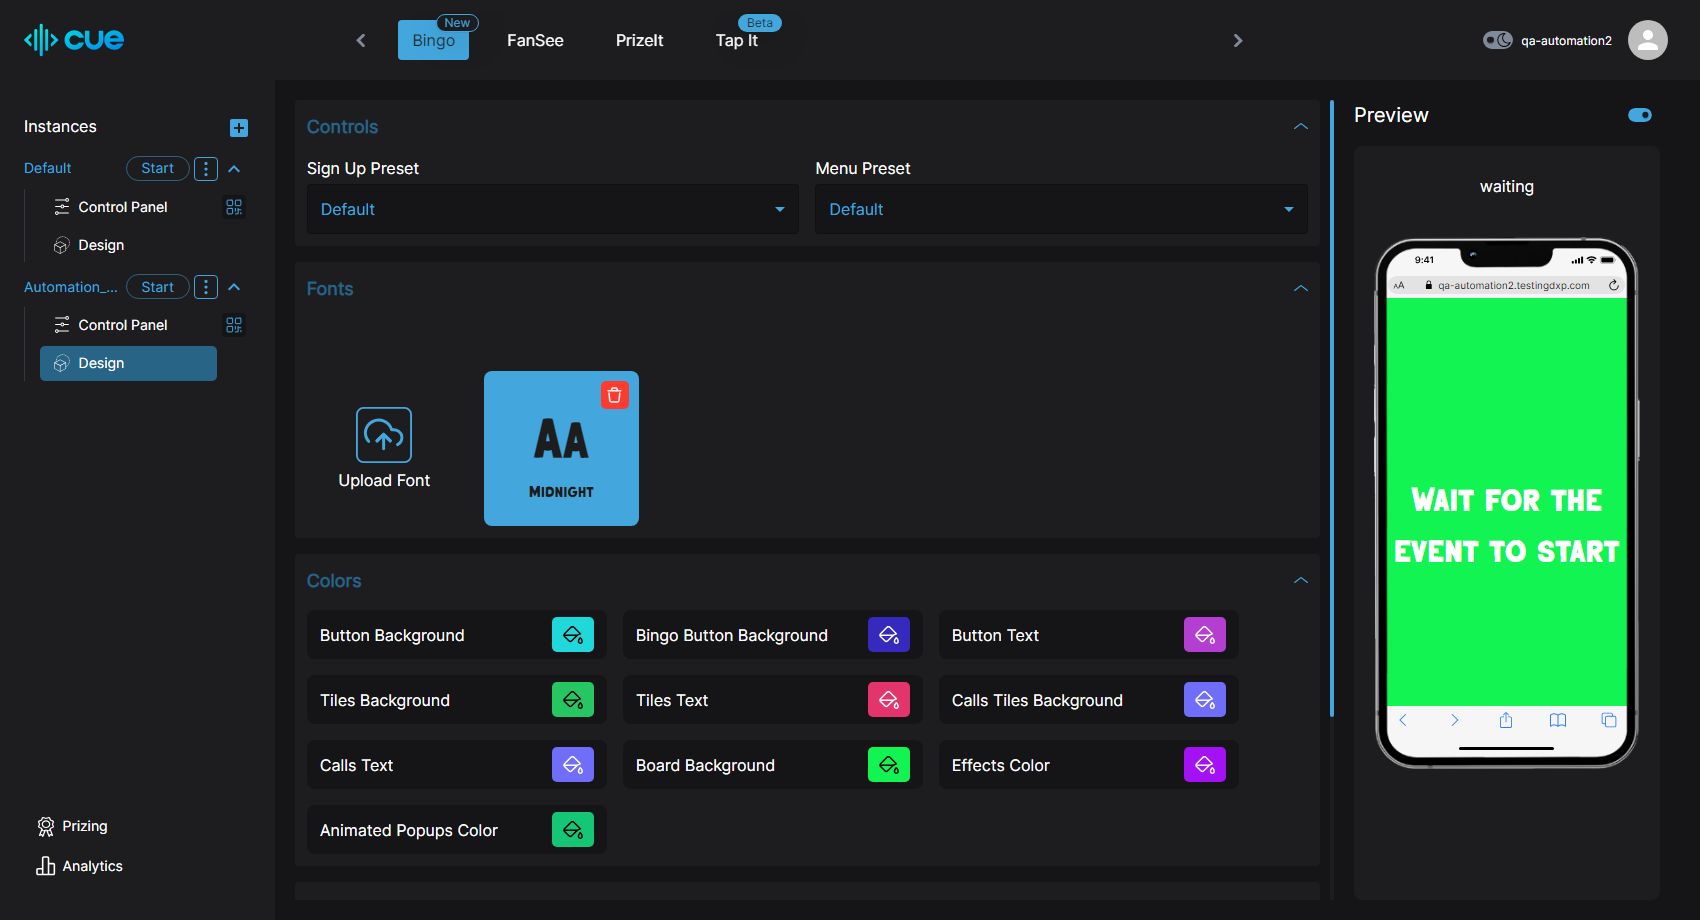 cue
Bingo
New
FanSee
PrizeIt
Tap It
Beta
qa-automation2
Instances
Default
Start
Control Panel
Design
Automation_...
Start
Control Panel
Design
Prizing
Analytics
Controls
Sign Up Preset
Menu Preset
Default
Default
Fonts
Upload Font
AA
MIDNIGHT
Colors
Button Background
Bingo Button Background
Button Text
Tiles Background
Tiles Text
Calls Tiles Background
Calls Text
Board Background
Effects Color
Animated Popups Color
Preview
waiting
9:41
AA qa-automation2.testingdxp.com
WAIT FOR THE
EVENT TO START